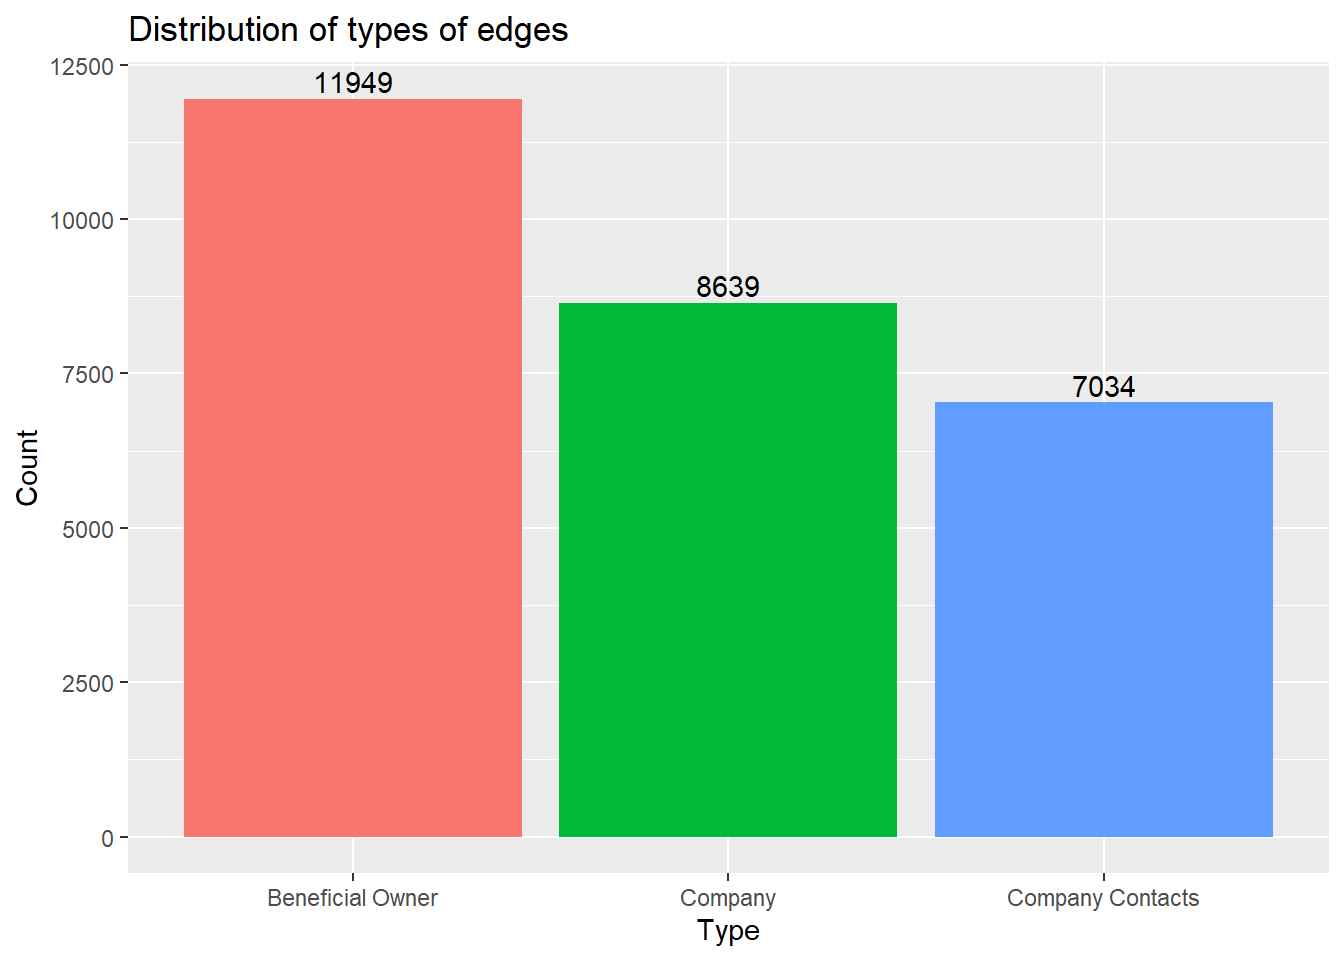 Distribution of types of edges
12500
10000
7500
5000
2500
0
Count
11949
8639
7034
Beneficial Owner
Company
Company Contacts
Type